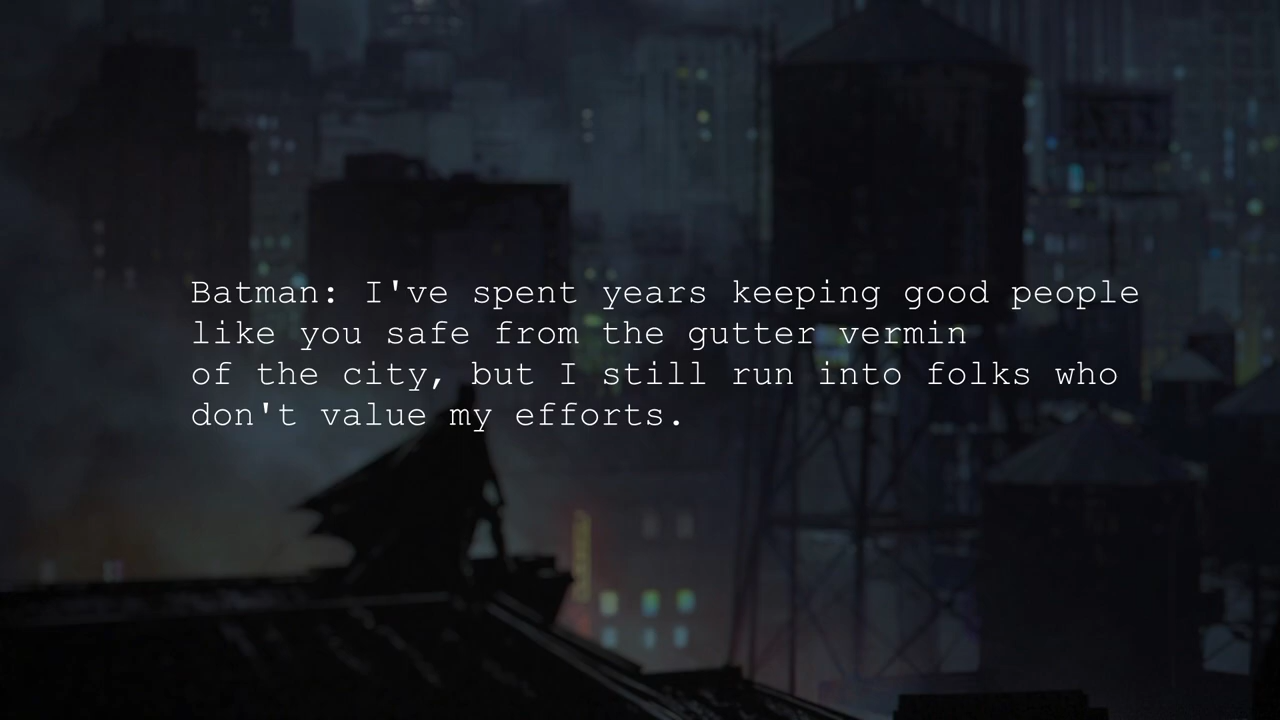 Batman: I've spent years keeping good people
like you safe from the gutter vermin
of the city, but I still run into folks who
don't value my efforts.